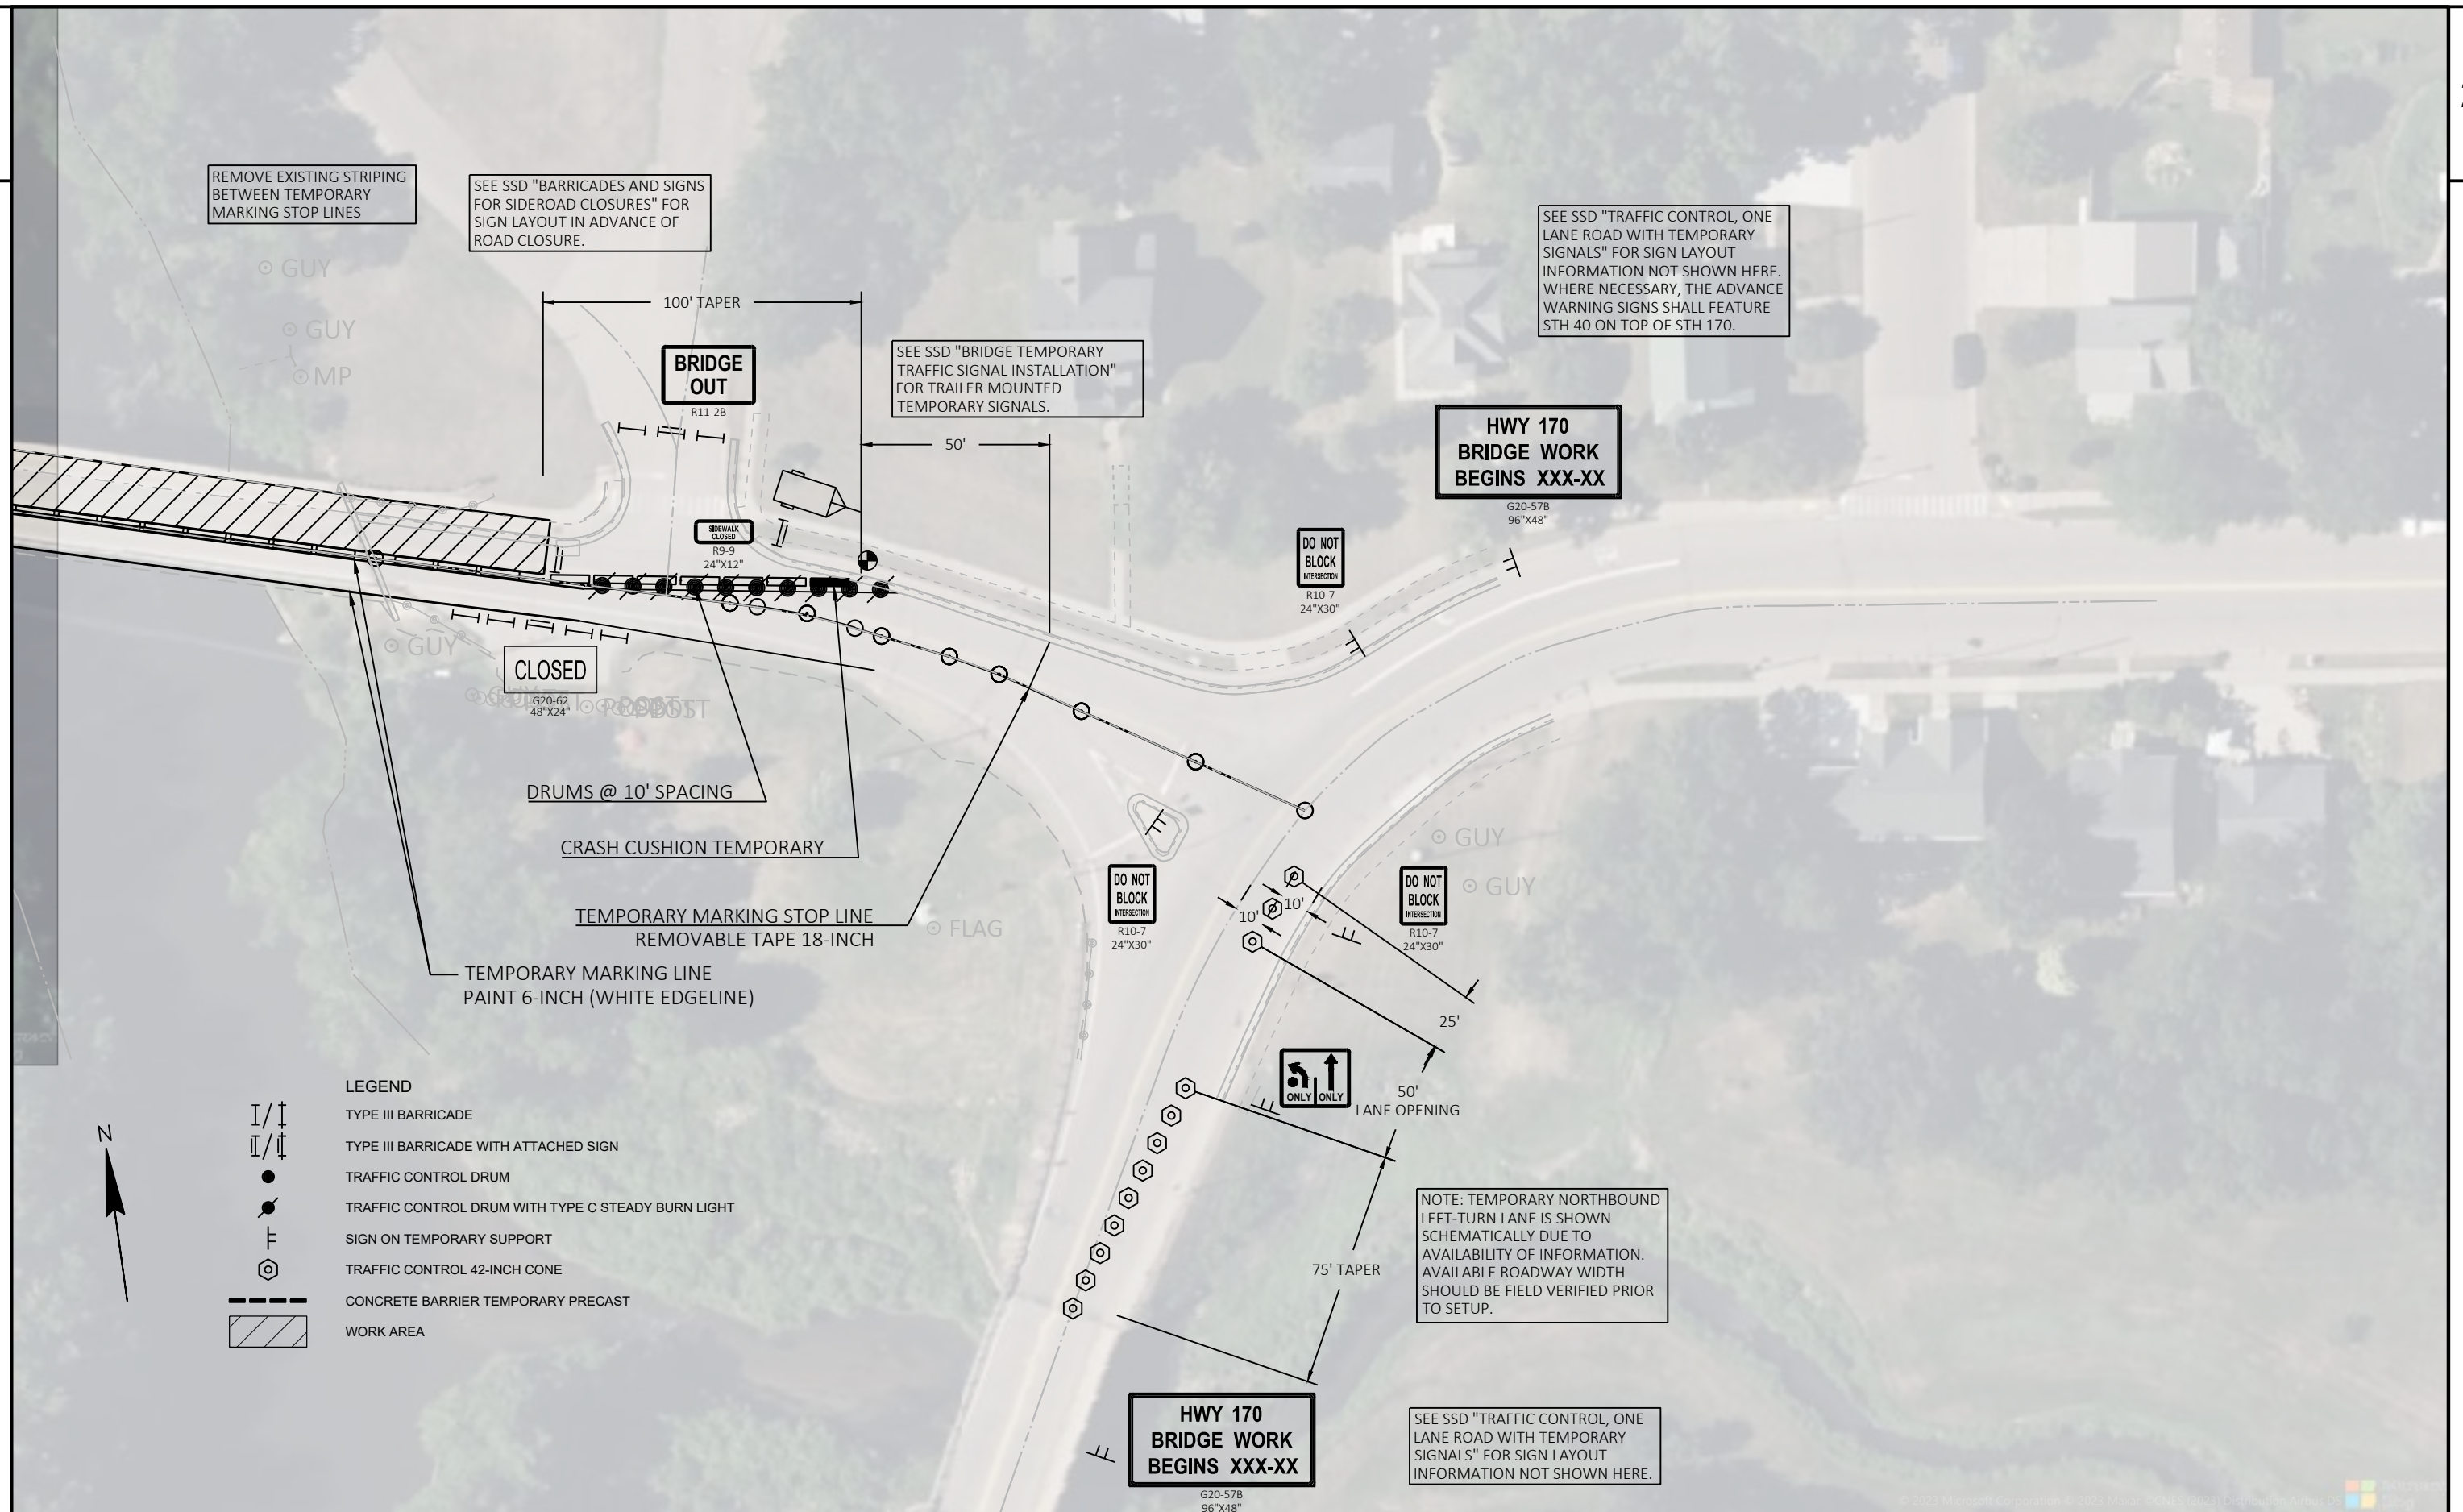 REMOVE EXISTING STRIPING
BETWEEN TEMPORARY
MARKING STOP LINES
SEE SSD "BARRICADES AND SIGNS
FOR SIDEROAD CLOSURES" FOR
SIGN LAYOUT IN ADVANCE OF
ROAD CLOSURE.
SEE SSD "TRAFFIC CONTROL, ONE
LANE ROAD WITH TEMPORARY
SIGNALS" FOR SIGN LAYOUT
INFORMATION NOT SHOWN HERE.
WHERE NECESSARY, THE ADVANCE
WARNING SIGNS SHALL FEATURE
STH 40 ON TOP OF STH 170.
GUY
GUY
MP
100' TAPER
BRIDGE
OUT
R11-2B
SEE SSD "BRIDGE TEMPORARY
TRAFFIC SIGNAL INSTALLATION"
FOR TRAILER MOUNTED
TEMPORARY SIGNALS.
50'
HWY 170
BRIDGE WORK
BEGINS XXX-XX
G20-57B
96"X48"
SIDEWALK
CLOSED
R9-9
24"X12"
DO NOT
BLOCK
INTERSECTION
R10-7
24"X30"
GUY
CLOSED
G20-62
48"X24"
DRUMS @ 10' SPACING
CRASH CUSHION TEMPORARY
TEMPORARY MARKING STOP LINE
REMOVABLE TAPE 18-INCH
TEMPORARY MARKING LINE
PAINT 6-INCH (WHITE EDGELINE)
FLAG
DO NOT
BLOCK
INTERSECTION
R10-7
24"X30"
10'
10'
GUY
GUY
DO NOT
BLOCK
INTERSECTION
R10-7
24"X30"
25'
ONLY ONLY
50'
LANE OPENING
75' TAPER
NOTE: TEMPORARY NORTHBOUND
LEFT-TURN LANE IS SHOWN
SCHEMATICALLY DUE TO
AVAILABILITY OF INFORMATION.
AVAILABLE ROADWAY WIDTH
SHOULD BE FIELD VERIFIED PRIOR
TO SETUP.
HWY 170
BRIDGE WORK
BEGINS XXX-XX
G20-57B
96"X48"
SEE SSD "TRAFFIC CONTROL, ONE
LANE ROAD WITH TEMPORARY
SIGNALS" FOR SIGN LAYOUT
INFORMATION NOT SHOWN HERE.
N
LEGEND
TYPE III BARRICADE
TYPE III BARRICADE WITH ATTACHED SIGN
TRAFFIC CONTROL DRUM
TRAFFIC CONTROL DRUM WITH TYPE C STEADY BURN LIGHT
SIGN ON TEMPORARY SUPPORT
TRAFFIC CONTROL 42-INCH CONE
CONCRETE BARRIER TEMPORARY PRECAST
WORK AREA